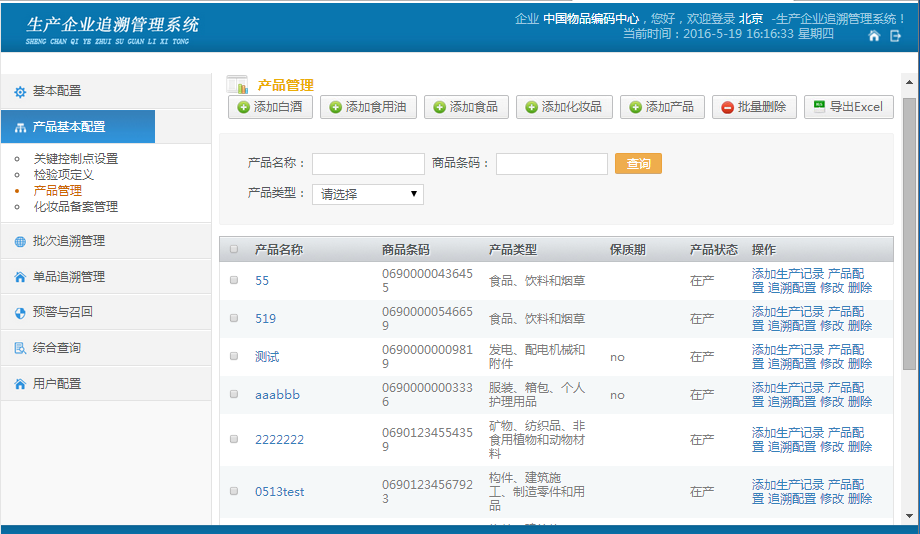 生产企业追溯管理系统
SHENG CHAN QI YE ZHUI SU GUAN LI XI TONG
企业 中国物品编码中心，您好，欢迎登录 北京 -生产企业追溯管理系统！
当前时间：2016-5-19 16:16:33 星期四
基本配置
产品基本配置
关键控制点设置
检验项定义
产品管理
化妆品备案管理
批次追溯管理
单品追溯管理
预警与召回
综合查询
用户配置
产品管理
添加白酒 添加食用油 添加食品 添加化妆品 添加产品 批量删除 导出Excel
产品名称： 商品条码： 查询
产品类型： 请选择
产品名称 商品条码 产品类型 保质期 产品状态 操作
55 0690000043645 食品、饮料和烟草 在产 添加生产记录 产品配
5 置 追溯配置 修改 删除
519 0690000054665 食品、饮料和烟草 在产 添加生产记录 产品配
9 置 追溯配置 修改 删除
测试 0690000000981 发电、配电机械和 no 在产 添加生产记录 产品配
9 附件 置 追溯配置 修改 删除
aaabbb 0690000000333 服装、箱包、个人 no 在产 添加生产记录 产品配
6 护理用品 置 追溯配置 修改 删除
2222222 0690123455435 矿物、纺织品、非 在产 添加生产记录 产品配
9 食用植物和动物材 置 追溯配置 修改 删除
料
0513test 0690123456792 构件、建筑施 在产 添加生产记录 产品配
3 工、制造零件和用 置 追溯配置 修改 删除
品